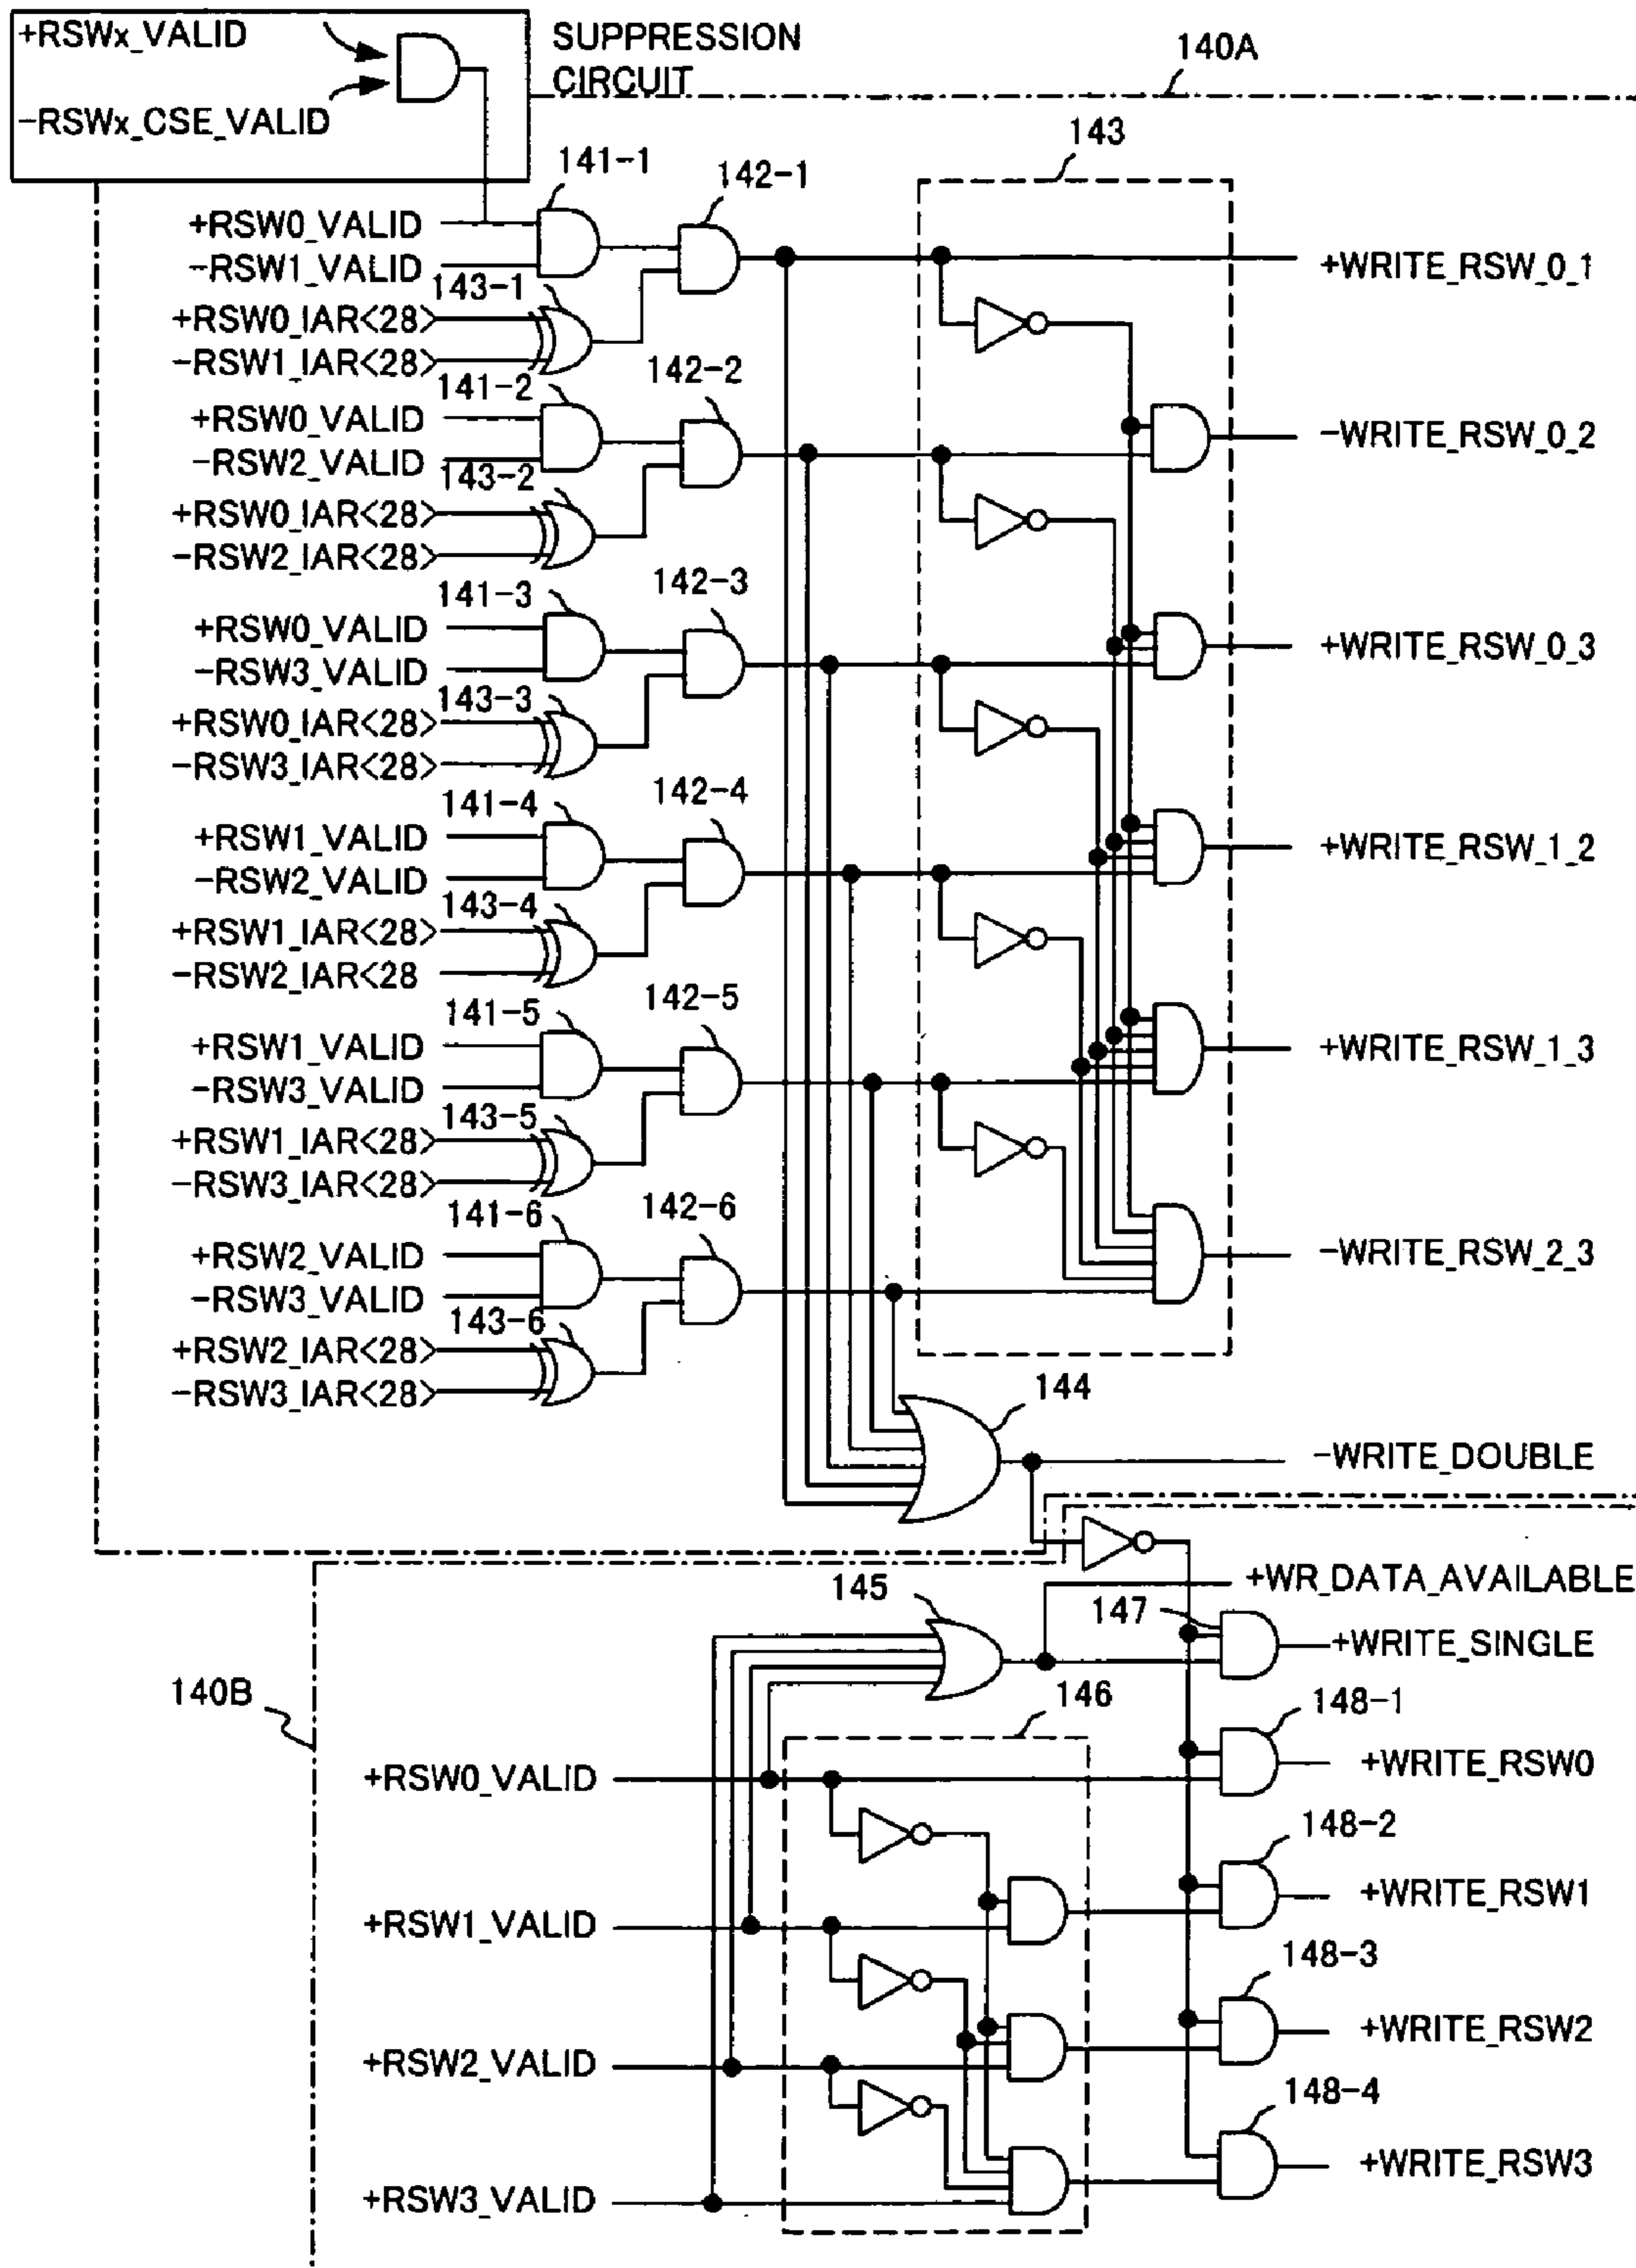 +RSWx_VALID
-RSWx_CSE_VALID
SUPPRESSION
CIRCUIT
140A
143
141-1
142-1
+RSW0_VALID
-RSW1_VALID
143-1
+RSW0_IAR<28>
-RSW1_IAR<28>
+WRITE_RSW_0_1
141-2
142-2
+RSW0_VALID
-RSW2_VALID
143-2
+RSW0_IAR<28>
-RSW2_IAR<28>
-WRITE_RSW_0_2
141-3
142-3
+RSW0_VALID
-RSW3_VALID
143-3
+RSW0_IAR<28>
-RSW3_IAR<28>
+WRITE_RSW_0_3
141-4
142-4
+RSW1_VALID
-RSW2_VALID
143-4
+RSW1_IAR<28>
-RSW2_IAR<28
+WRITE_RSW_1_2
141-5
142-5
+RSW1_VALID
-RSW3_VALID
143-5
+RSW1_IAR<28>
-RSW3_IAR<28>
+WRITE_RSW_1_3
141-6
142-6
+RSW2_VALID
-RSW3_VALID
143-6
+RSW2_IAR<28>
-RSW3_IAR<28>
-WRITE_RSW_2_3
144
-WRITE_DOUBLE
+WR_DATA_AVAILABLE
145
147
+WRITE_SINGLE
140B
146
148-1
+RSW0_VALID
+WRITE_RSW0
148-2
+RSW1_VALID
+WRITE_RSW1
148-3
+RSW2_VALID
+WRITE_RSW2
148-4
+RSW3_VALID
+WRITE_RSW3